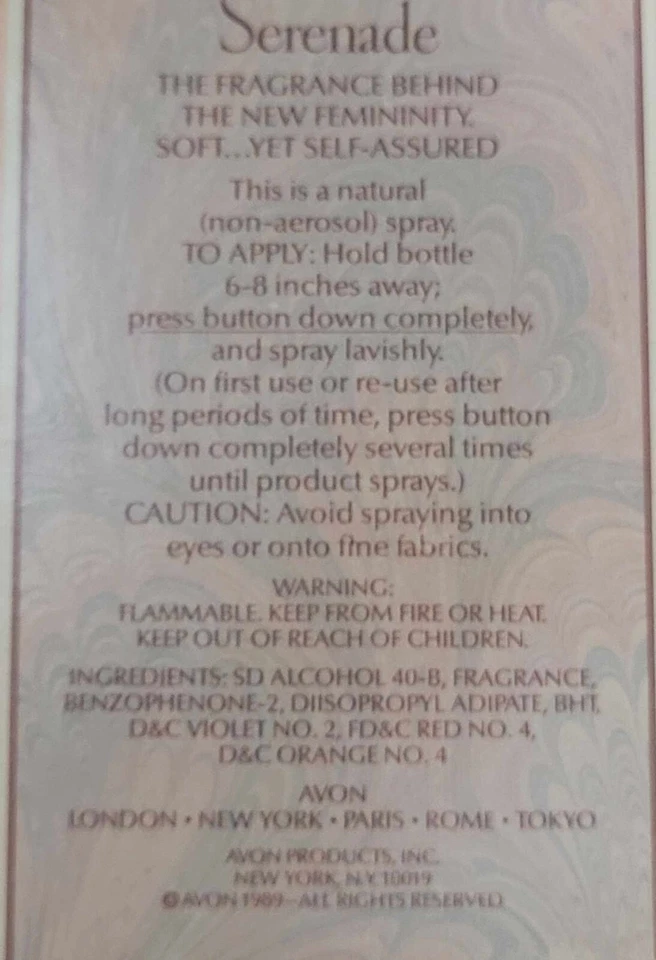 Serenade
THE FRAGRANCE BEHIND
THE NEW FEMININITY.
SOFT...YET SELF-ASSURED
This is a natural
(non-aerosol) spray.
TO APPLY: Hold bottle
6-8 inches away;
press button down completely,
and spray lavishly.
(On first use or re-use after
long periods of time, press button
down completely several times
until product sprays.)
CAUTION: Avoid spraying into
eyes or onto fine fabrics.
WARNING:
FLAMMABLE. KEEP FROM FIRE OR HEAT.
KEEP OUT OF REACH OF CHILDREN.
INGREDIENTS: SD ALCOHOL 40-B, FRAGRANCE,
BENZOPHENONE-2, DIISOPROPYL ADIPATE, BHT,
D&C VIOLET NO. 2, FD&C RED NO. 4,
D&C ORANGE NO. 4
AVON
LONDON • NEW YORK • PARIS • ROME • TOKYO
AVON PRODUCTS, INC.
NEW YORK, N.Y. 10019
© AVON 1989—ALL RIGHTS RESERVED